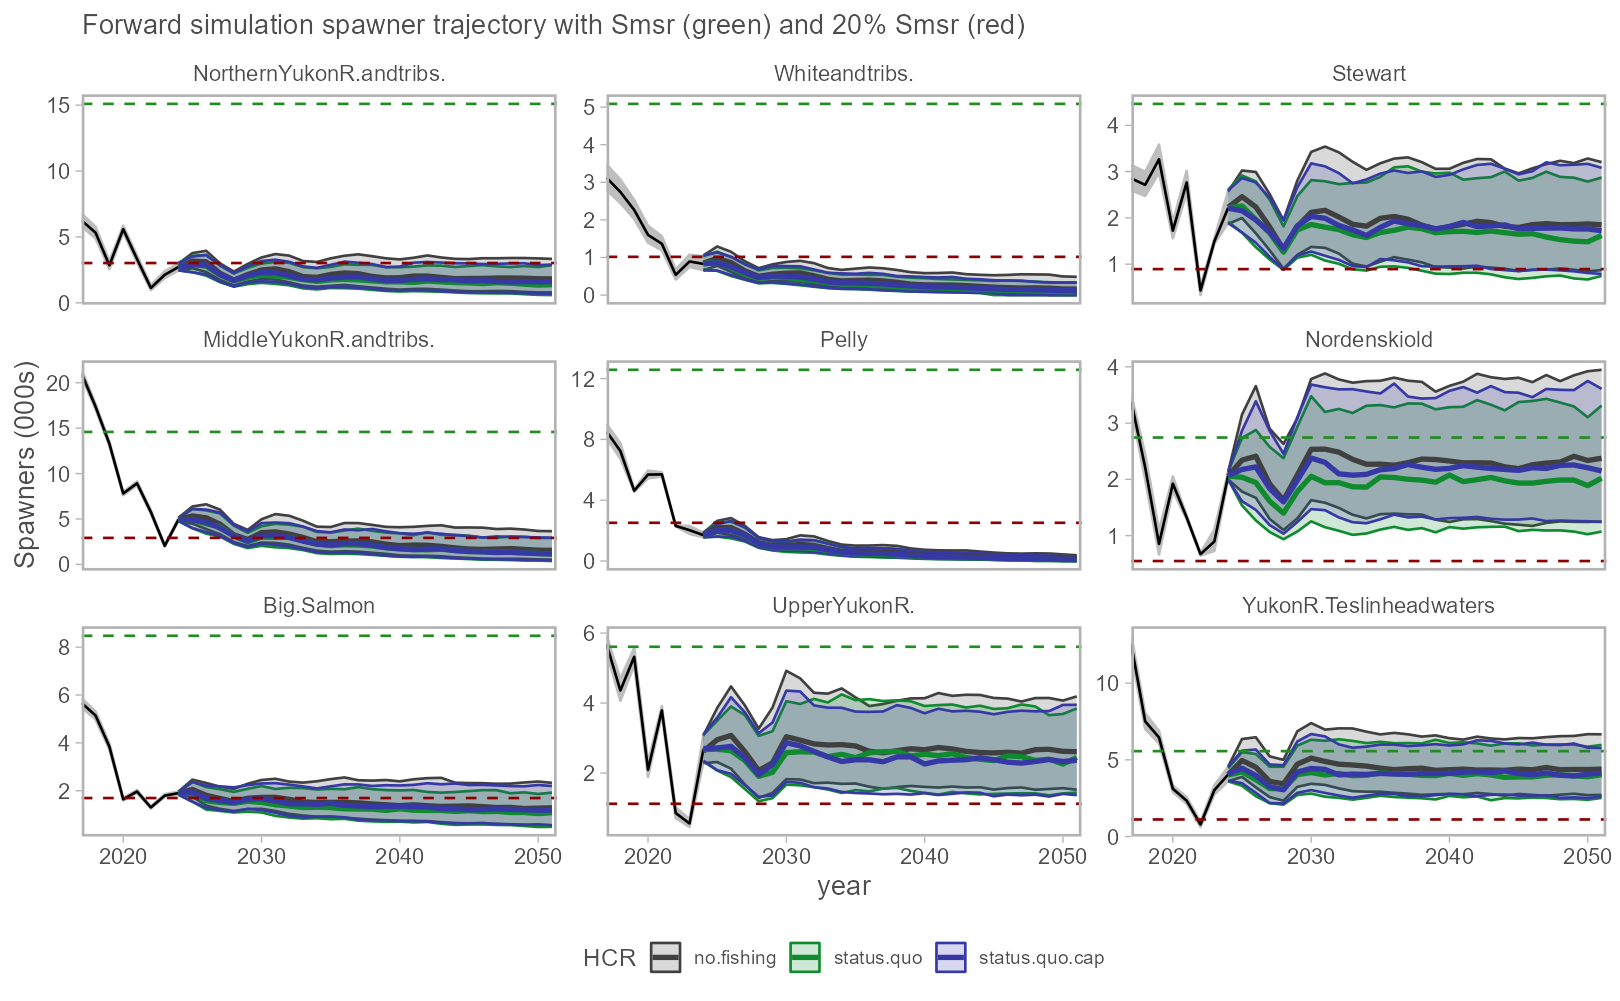 Forward simulation spawner trajectory with Smsr (green) and 20% Smsr (red)
NorthernYukonR.andtribs.
Whiteandtribs.
Stewart
15
10
5
0
5
4
3
2
1
0
4
3
2
1
MiddleYukonR.andtribs.
Pelly
Nordenskiold
20
15
10
5
0
12
8
4
0
4
3
2
1
Spawners (000s)
Big.Salmon
UpperYukonR.
YukonR.Teslinheadwaters
8
6
4
2
6
4
2
10
5
0
2020 2030 2040 2050
2020 2030 2040 2050
2020 2030 2040 2050
year
HCR no.fishing status.quo status.quo.cap